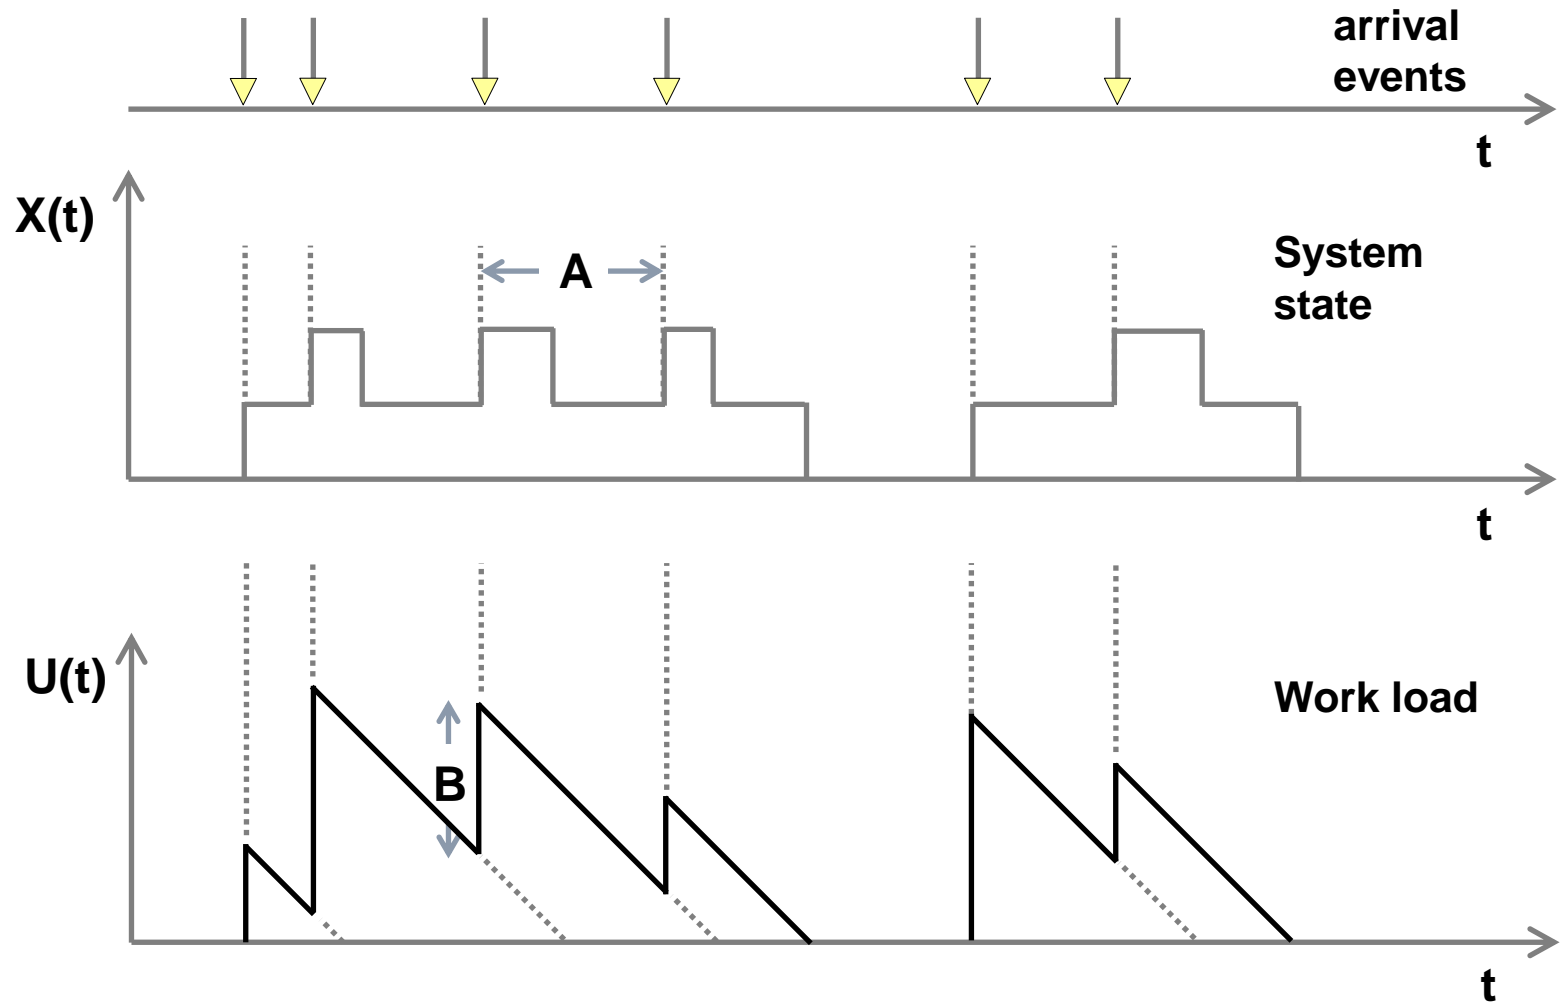 arrival
events
t
X(t)
A
System
state
t
U(t)
B
Work load
t